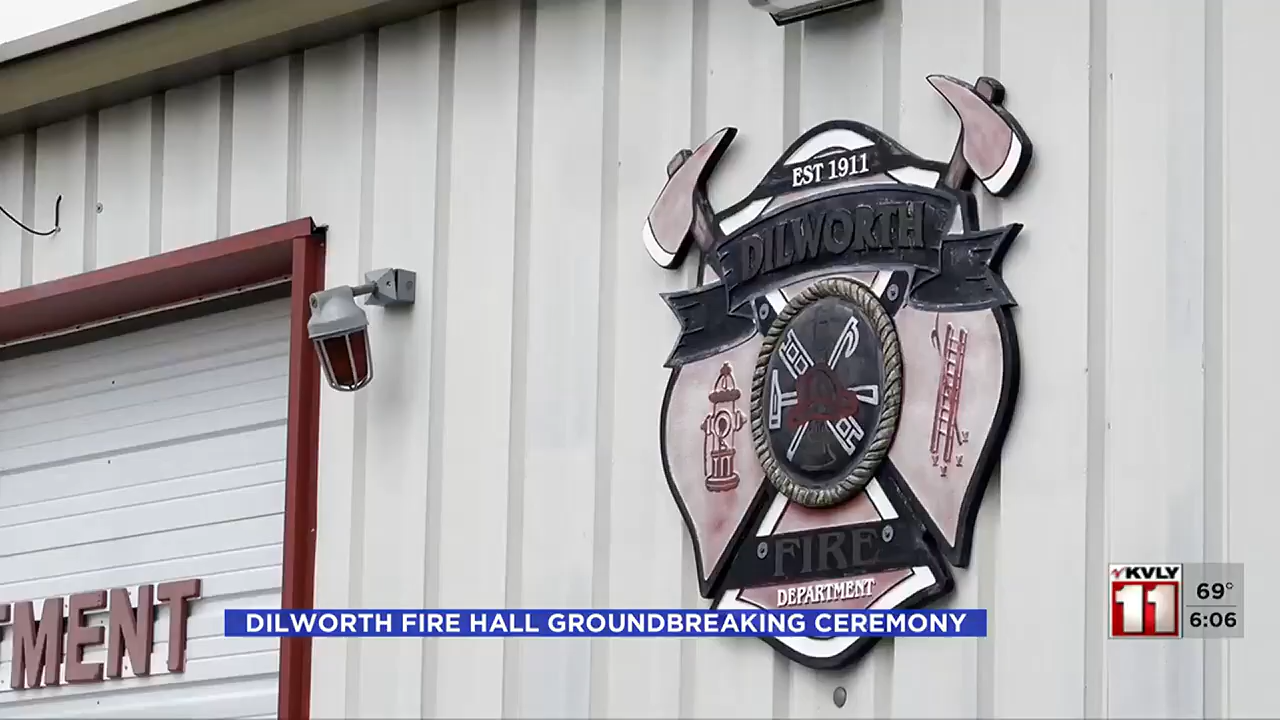 EST 1911
DILWORTH
FIRE
DEPARTMENT
TMENT
DILWORTH FIRE HALL GROUNDBREAKING CEREMONY
KVLY
11
69°
6:06